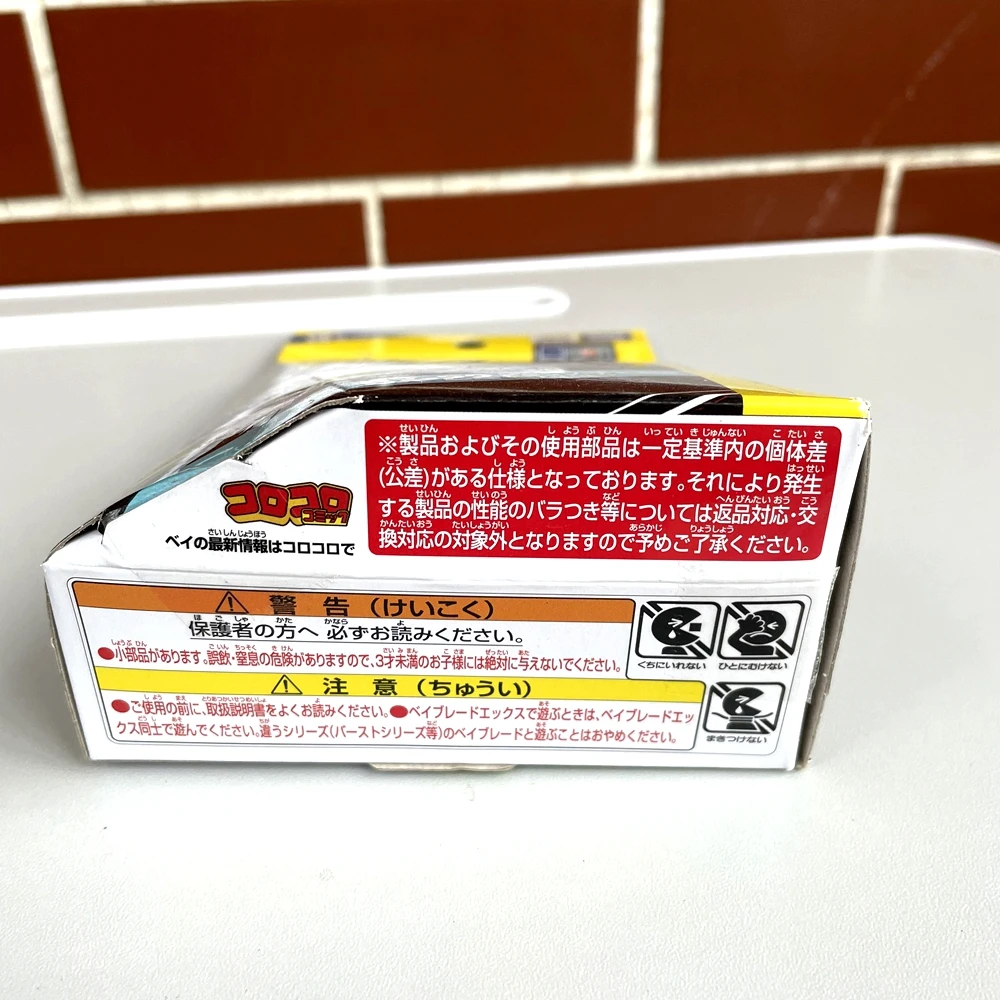 ※製品およびその使用部品は一定基準内の個体差
(公差)がある仕様となっております。それにより発生
する製品の性能のバラつき等については返品対応・交
換対応の対象外となりますので予めご了承ください。
コロコロ
コミック
ベイの最新情報はコロコロで
警告(けいこく)
保護者の方へ 必ずお読みください。
●小部品があります。誤飲・窒息の危険がありますので、3才未満のお子様には絶対に与えないでください。
注意(ちゅうい)
●ご使用の前に、取扱説明書をよくお読みください。●ベイブレードエックスで遊ぶときは、ベイブレードエッ
クス同士で遊んでください。違うシリーズ(バーストシリーズ等)のベイブレードと遊ぶことはおやめください。
くちにいれない
ひとにむけない
まきつけない